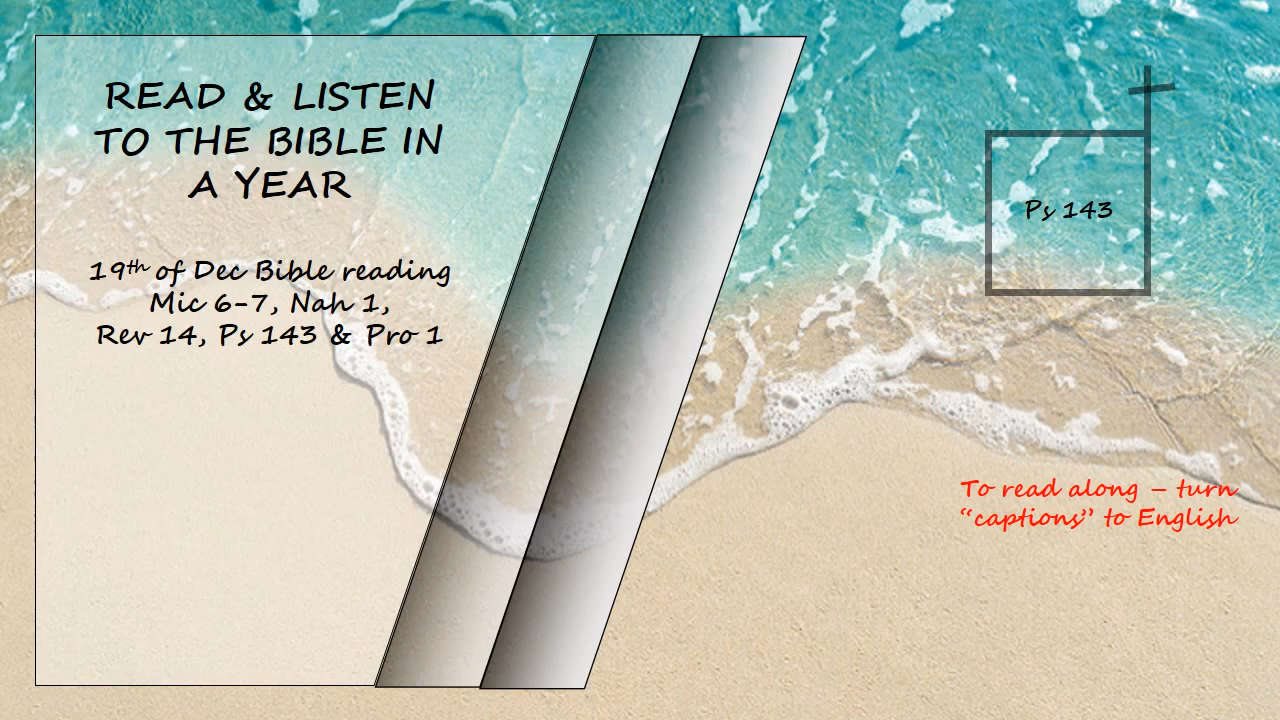 READ & LISTEN
TO THE BIBLE IN
A YEAR
19th of Dec Bible reading
Mic 6-7, Nah 1,
Rev 14, Ps 143 & Pro 1
Ps 143
To read along – turn
“captions” to English